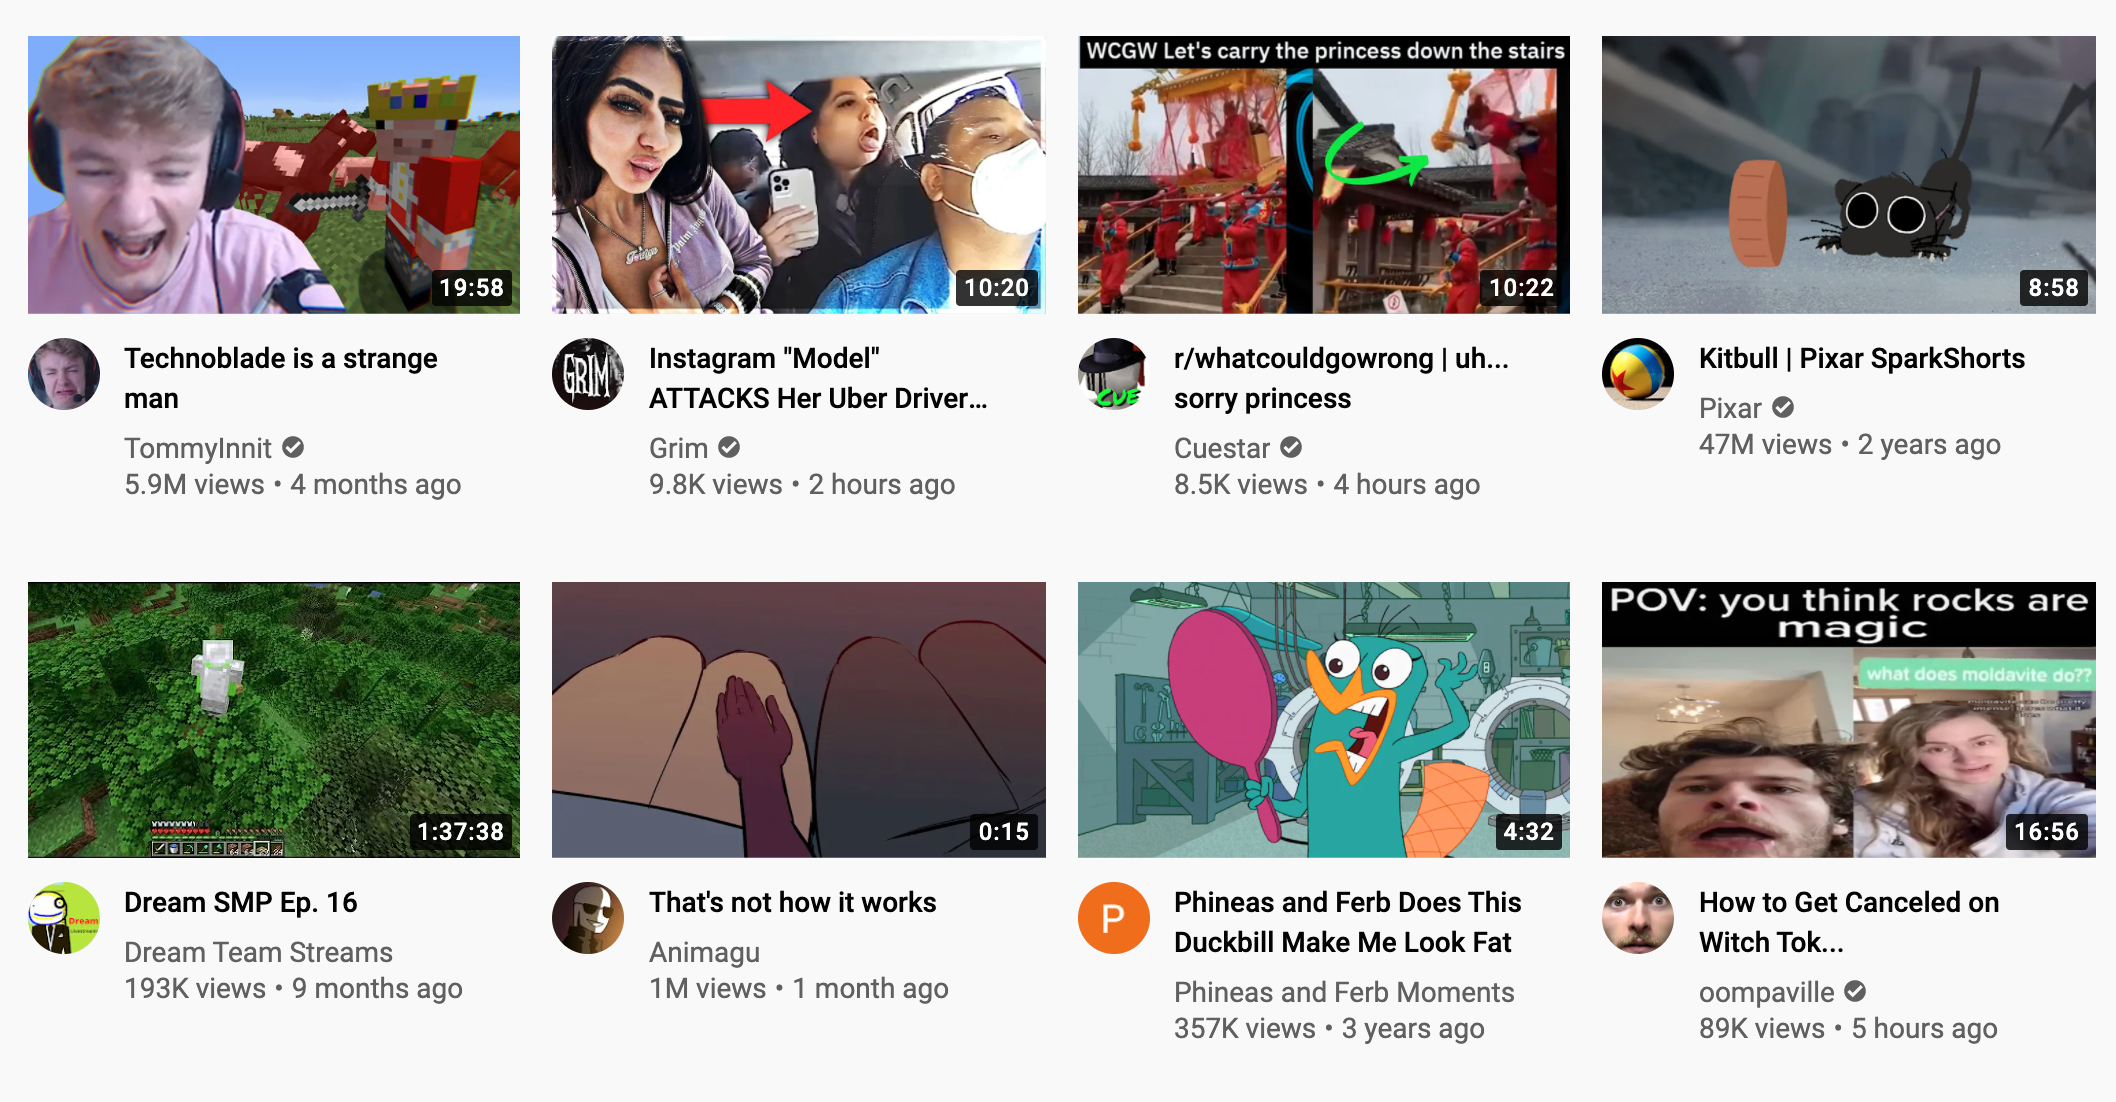 19:58
Technoblade is a strange
man
TommyInnit
5.9M views • 4 months ago
10:20
GRIM
Instagram "Model"
ATTACKS Her Uber Driver...
Grim
9.8K views • 2 hours ago
WCGW Let's carry the princess down the stairs
10:22
CUE
r/whatcouldgowrong | uh...
sorry princess
Cuestar
8.5K views • 4 hours ago
8:58
Kitbull | Pixar SparkShorts
Pixar
47M views • 2 years ago
1:37:38
Dream
Dream SMP Ep. 16
Dream Team Streams
193K views • 9 months ago
0:15
That's not how it works
Animagu
1M views • 1 month ago
4:32
P
Phineas and Ferb Does This
Duckbill Make Me Look Fat
Phineas and Ferb Moments
357K views • 3 years ago
POV: you think rocks are
magic
what does moldavite do??
16:56
How to Get Canceled on
Witch Tok...
oompaville
89K views • 5 hours ago